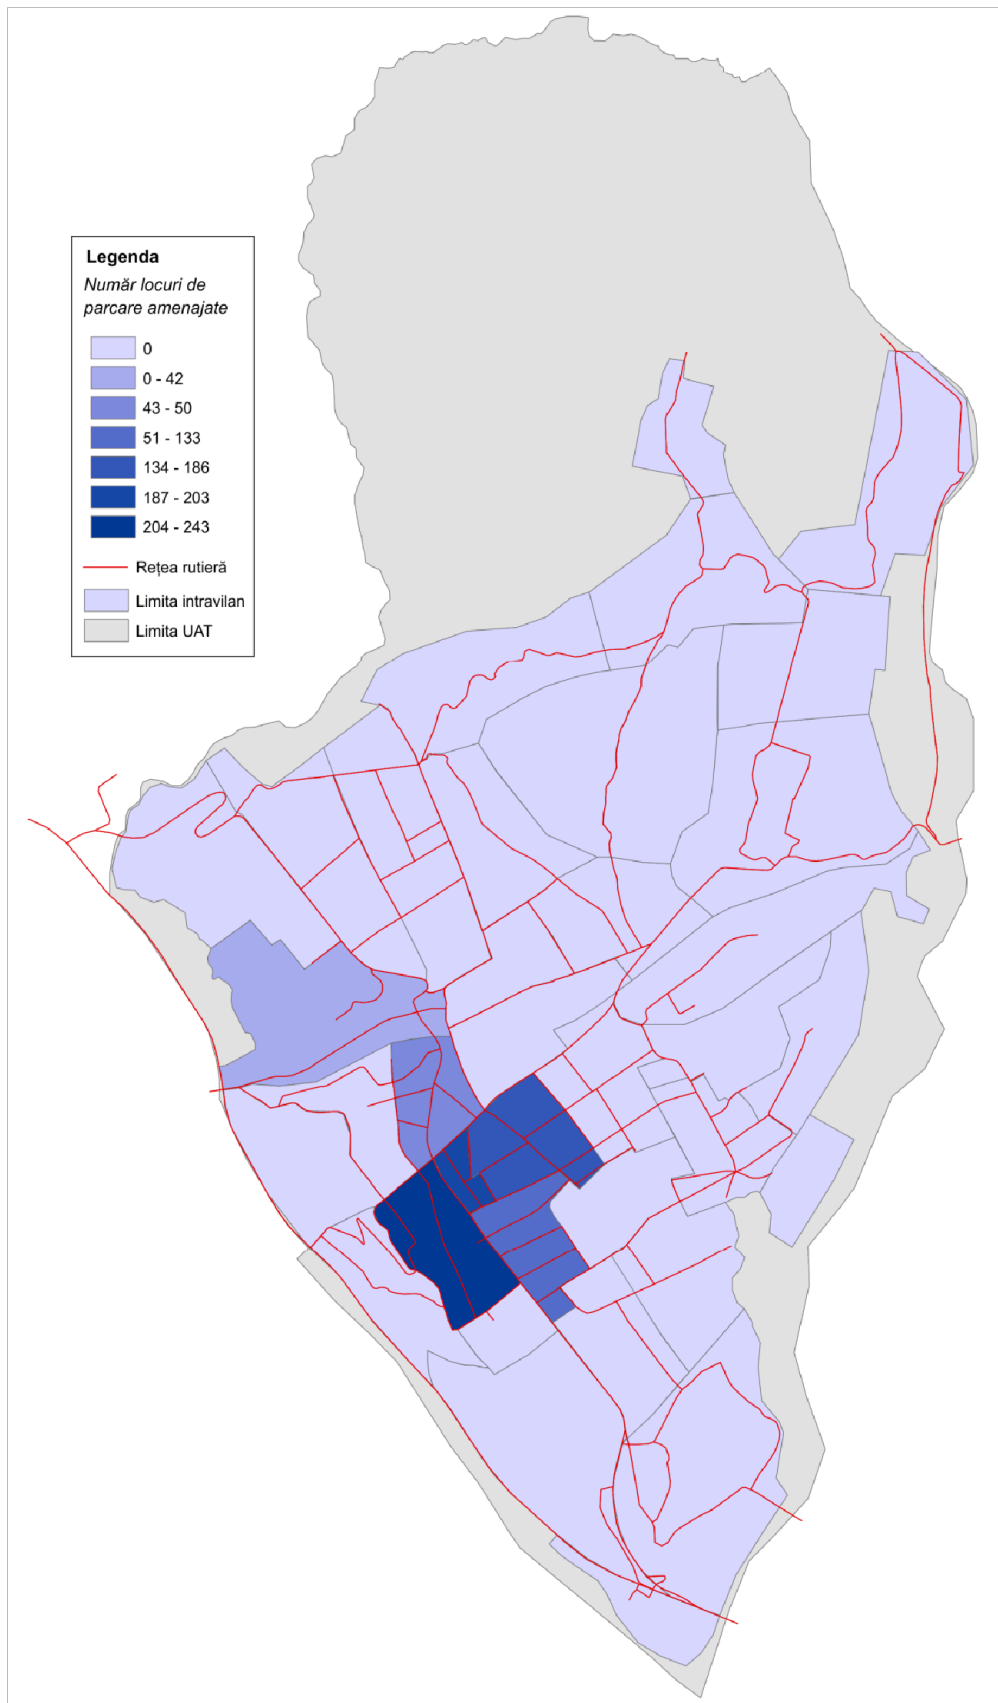 Legenda
Număr locuri de
parcare amenajate
0
0 - 42
43 - 50
51 - 133
134 - 186
187 - 203
204 - 243
Rețea rutieră
Limita intravilan
Limita UAT